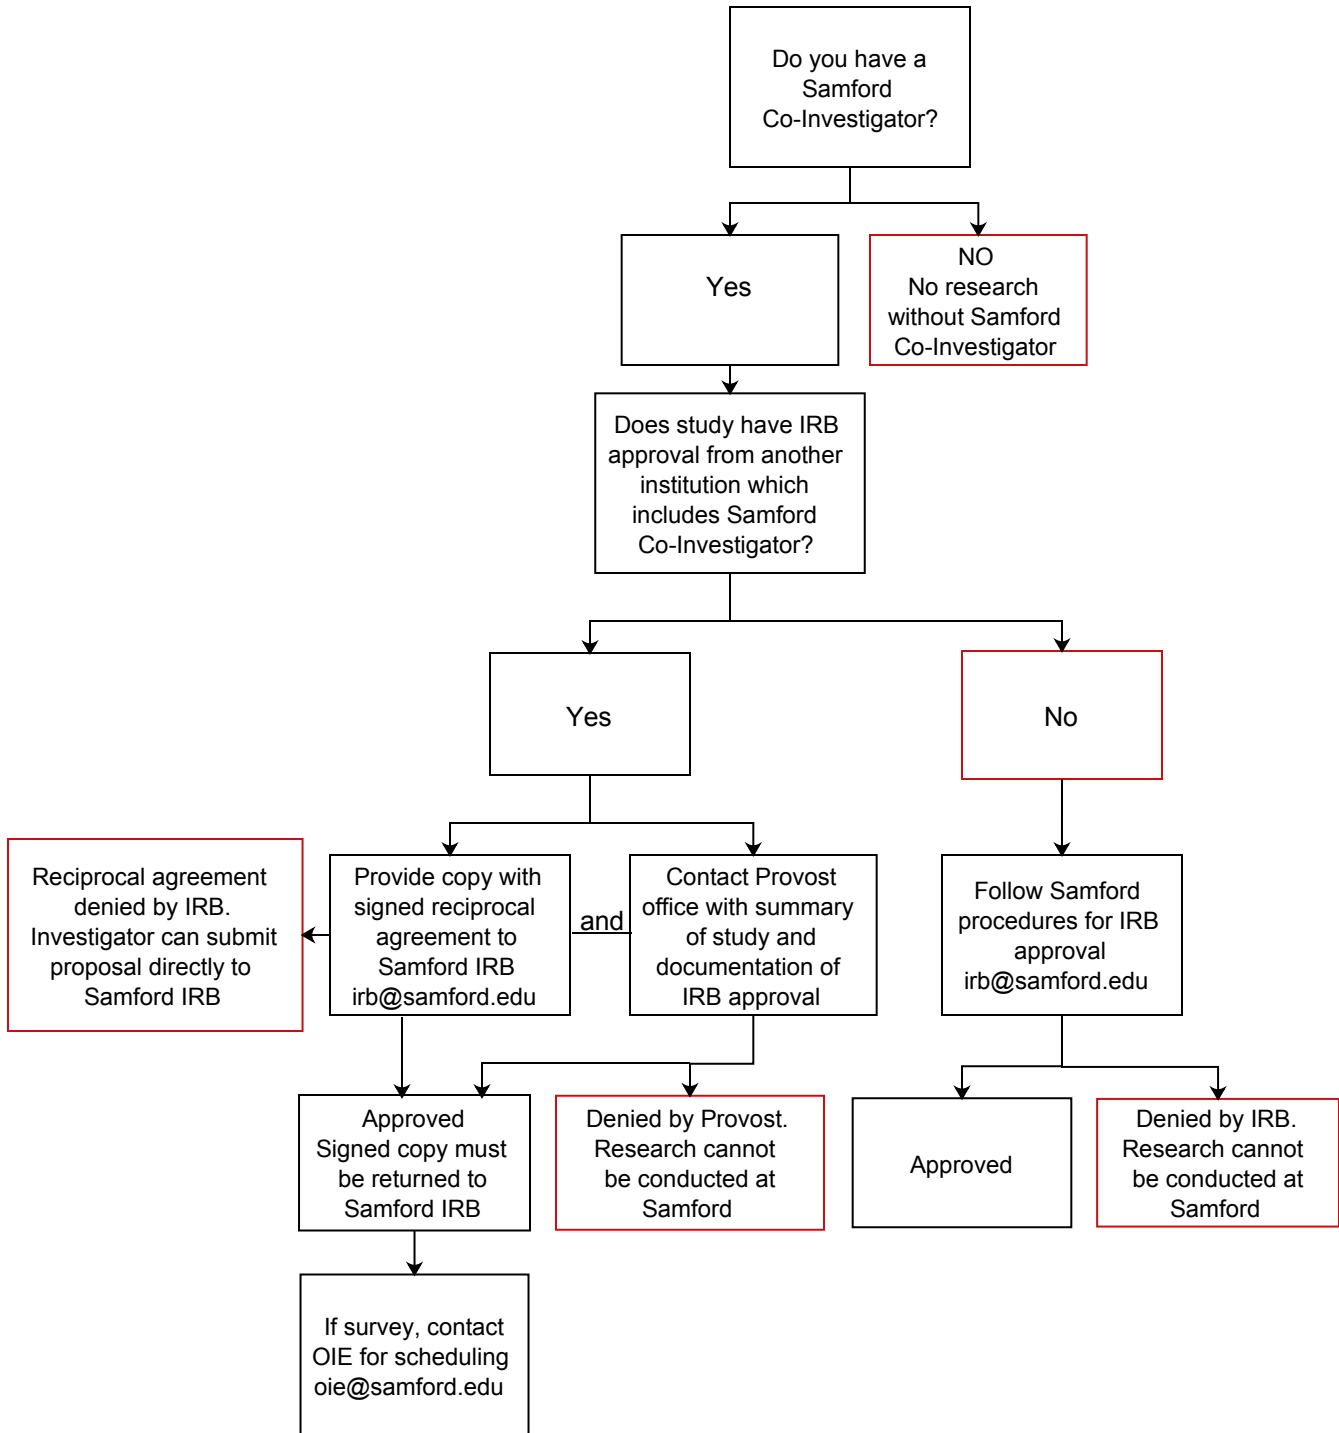 Do you have a
Samford
Co-Investigator?
Yes
NO
No research
without Samford
Co-Investigator
Does study have IRB
approval from another
institution which
includes Samford
Co-Investigator?
Yes
No
Reciprocal agreement
denied by IRB.
Investigator can submit
proposal directly to
Samford IRB
Provide copy with
signed reciprocal
agreement to
Samford IRB
irb@samford.edu
and
Contact Provost
office with summary
of study and
documentation of
IRB approval
Follow Samford
procedures for IRB
approval
irb@samford.edu
Approved
Signed copy must
be returned to
Samford IRB
Denied by Provost.
Research cannot
be conducted at
Samford
Approved
Denied by IRB.
Research cannot
be conducted at
Samford
If survey, contact
OIE for scheduling
oie@samford.edu